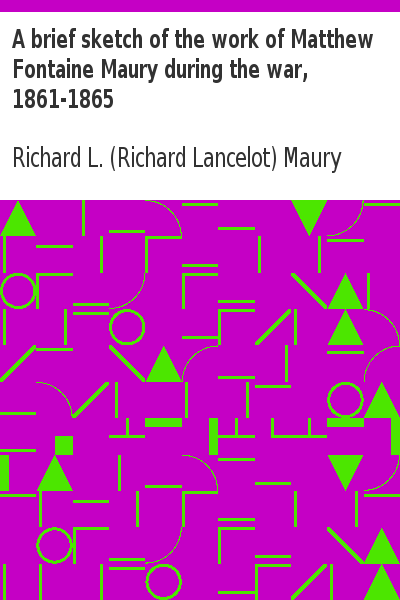 A brief sketch of the work of Matthew
Fontaine Maury during the war,
1861-1865
Richard L. (Richard Lancelot) Maury